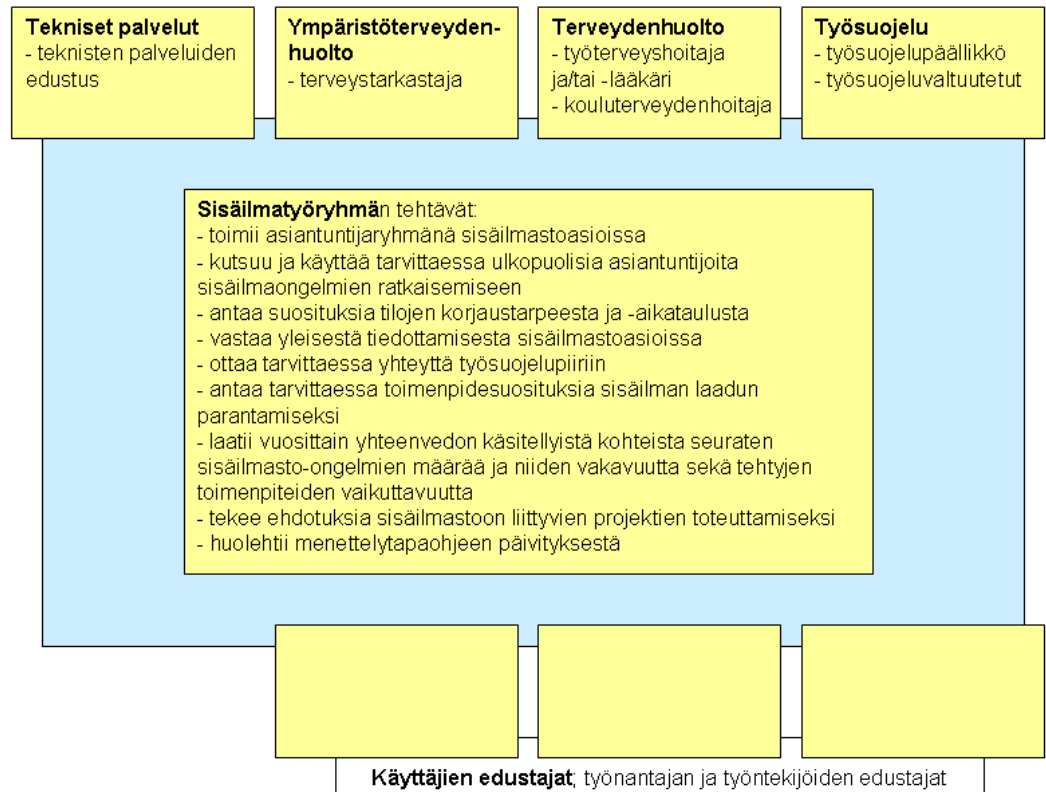 Tekniset palvelut
- teknisten palveluiden
edustus
Ympäristöterveyden-
huolto
- terveystarkastaja
Terveydenhuolto
- työterveyshoitaja
ja/tai -lääkäri
- kouluterveydenhoitaja
Työsuojelu
- työsuojelupäällikkö
- työsuojeluvaltuutetut
Sisäilmatyöryhmän tehtävät:
- toimii asiantuntijaryhmänä sisäilmastoasioissa
- kutsuu ja käyttää tarvittaessa ulkopuolisia asiantuntijoita
sisäilmaongelmien ratkaisemiseen
- antaa suosituksia tilojen korjaustarpeesta ja -aikataulusta
- vastaa yleisestä tiedottamisesta sisäilmastoasioissa
- ottaa tarvittaessa yhteyttä työsuojelupiiriin
- antaa tarvittaessa toimenpidesuosituksia sisäilman laadun
parantamiseksi
- laatii vuosittain yhteenvedon käsitellyistä kohteista seuraten
sisäilmasto-ongelmien määrää ja niiden vakavuutta sekä tehtyjen
toimenpiteiden vaikuttavuutta
- tekee ehdotuksia sisäilmastoon liittyvien projektien toteuttamiseksi
- huolehtii menettelytapaohjeen päivityksestä
Käyttäjien edustajat; työnantajan ja työntekijöiden edustajat